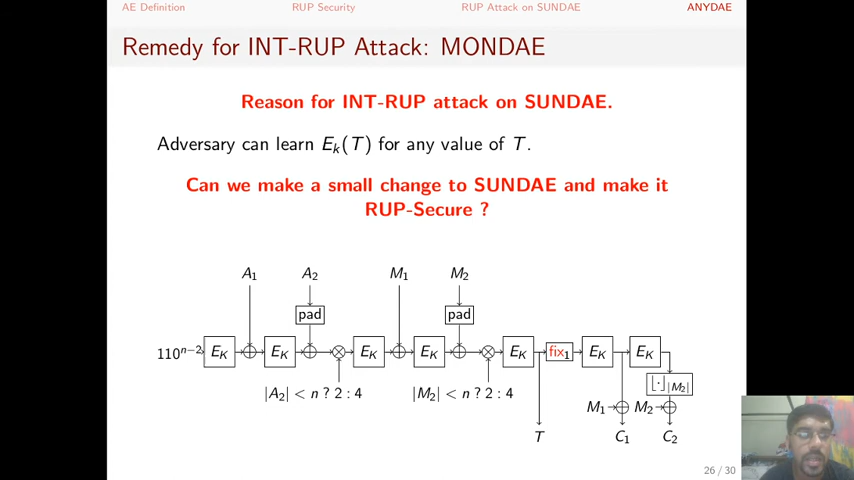 AE Definition RUP Security RUP Attack on SUNDAE ANYDAE
Remedy for INT-RUP Attack: MONDAE
Reason for INT-RUP attack on SUNDAE.
Adversary can learn E_k(T) for any value of T.
Can we make a small change to SUNDAE and make it
RUP-Secure ?
A_1 A_2 M_1 M_2
pad pad
110^{n-2} E_K E_K E_K E_K E_K fix_1 E_K E_K
|A_2| < n ? 2 : 4 |M_2| < n ? 2 : 4 ⌊·⌋_{|M_2|}
M_1 M_2
T C_1 C_2
26 / 30